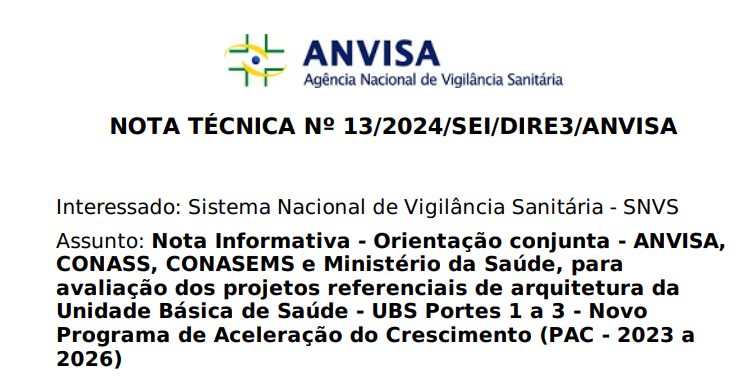 ANVISA
Agência Nacional de Vigilância Sanitária
NOTA TÉCNICA Nº 13/2024/SEI/DIRE3/ANVISA
Interessado: Sistema Nacional de Vigilância Sanitária - SNVS
Assunto: Nota Informativa - Orientação conjunta - ANVISA,
CONASS, CONASEMS e Ministério da Saúde, para
avaliação dos projetos referenciais de arquitetura da
Unidade Básica de Saúde - UBS Portes 1 a 3 - Novo
Programa de Aceleração do Crescimento (PAC - 2023 a
2026)